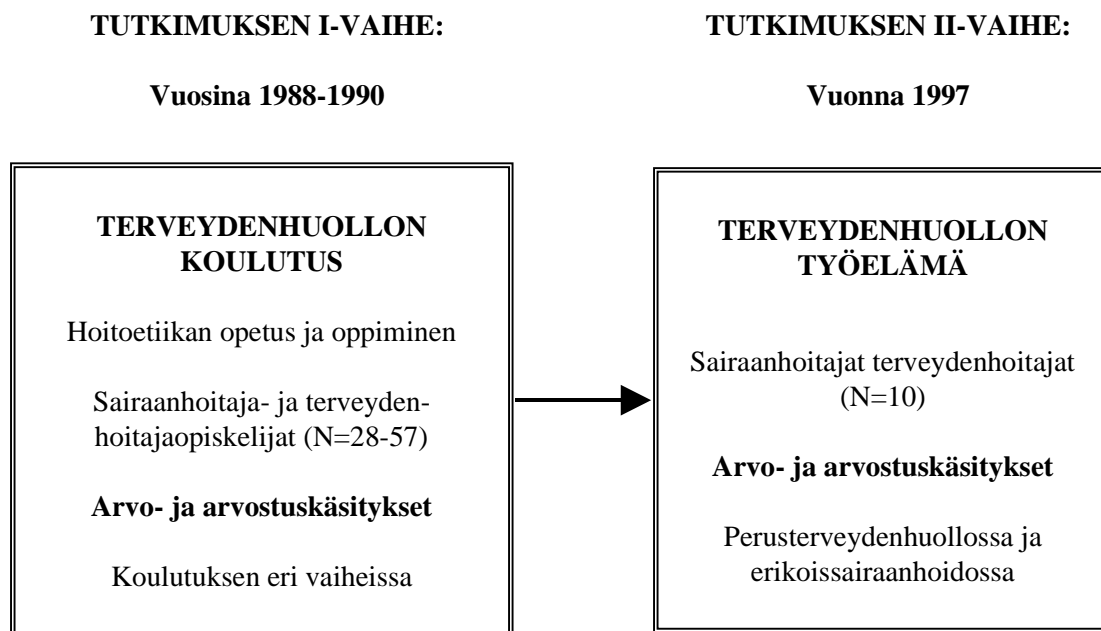 TUTKIMUKSEN I-VAIHE:
Vuosina 1988-1990
TERVEYDENHUOLLON
KOULUTUS
Hoitoetiikan opetus ja oppiminen
Sairaanhoitaja- ja terveyden-
hoitajaopiskelijat (N=28-57)
Arvo- ja arvostuskäsitykset
Koulutuksen eri vaiheissa
TUTKIMUKSEN II-VAIHE:
Vuonna 1997
TERVEYDENHUOLLON
TYÖELÄMÄ
Sairaanhoitajat terveydenhoitajat
(N=10)
Arvo- ja arvostuskäsitykset
Perusterveydenhuollossa ja
erikoissairaanhoidossa